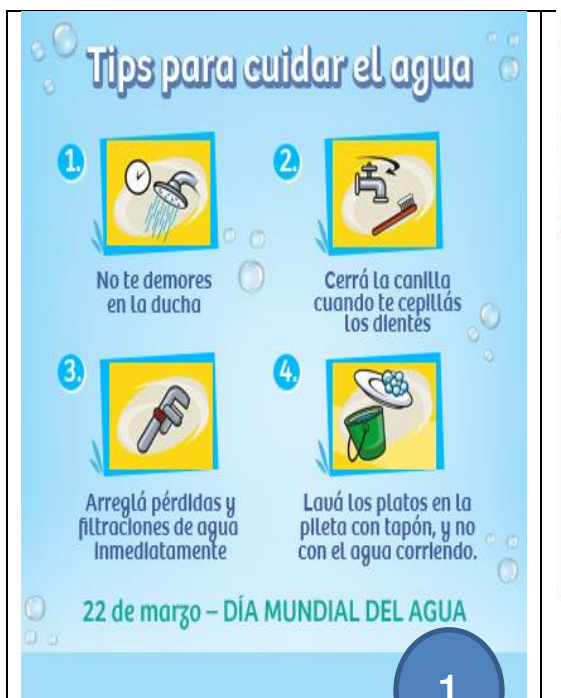 Tips para cuidar el agua
1.
No te demores
en la ducha
2.
Cerrá la canilla
cuando te cepillás
los dientes
3.
Arreglá pérdidas y
filtraciones de agua
inmediatamente
4.
Lavá los platos en la
pileta con tapón, y no
con el agua corriendo.
22 de marzo – DÍA MUNDIAL DEL AGUA
1